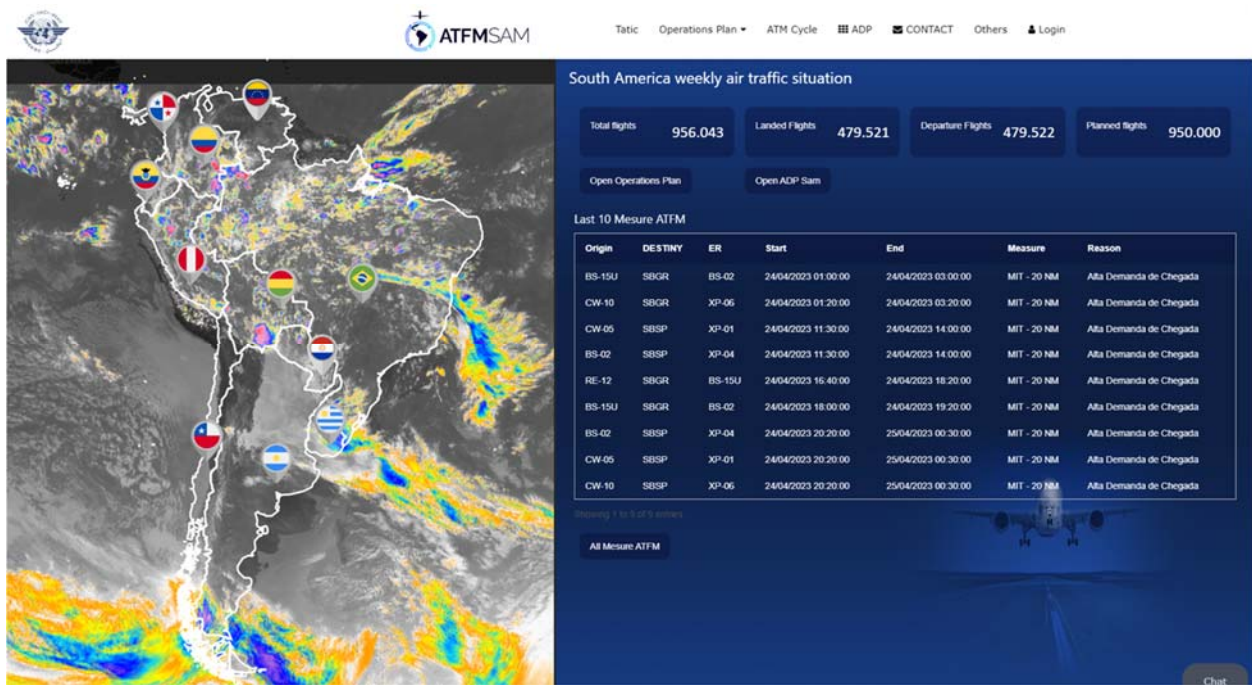 ATFMSAM
Tatic Operations Plan ADP ATM Cycle CONTACT Others Login
South America weekly air traffic situation
Total flights 956.043 Landed Flights 479.521 Departure Flights 479.522 Planned flights 950.000
Open Operations Plan Open ADP Sam
Last 10 Mesure ATFM
Origin DESTINY ER Start End Measure Reason
BS-15U SBGR BS-02 24/04/2023 01:00:00 24/04/2023 03:00:00 MIT - 20 NM Alta Demanda de Chegada
CW-10 SBGR XP-06 24/04/2023 01:20:00 24/04/2023 03:20:00 MIT - 20 NM Alta Demanda de Chegada
CW-05 SBSP XP-01 24/04/2023 11:30:00 24/04/2023 14:00:00 MIT - 20 NM Alta Demanda de Chegada
BS-02 SBSP XP-04 24/04/2023 11:30:00 24/04/2023 14:00:00 MIT - 20 NM Alta Demanda de Chegada
RE-12 SBGR BS-15U 24/04/2023 16:40:00 24/04/2023 18:20:00 MIT - 20 NM Alta Demanda de Chegada
BS-15U SBGR BS-02 24/04/2023 18:00:00 24/04/2023 19:20:00 MIT - 20 NM Alta Demanda de Chegada
BS-02 SBSP XP-04 24/04/2023 20:20:00 25/04/2023 00:30:00 MIT - 20 NM Alta Demanda de Chegada
CW-05 SBSP XP-01 24/04/2023 20:20:00 25/04/2023 00:30:00 MIT - 20 NM Alta Demanda de Chegada
CW-10 SBSP XP-06 24/04/2023 20:20:00 25/04/2023 00:30:00 MIT - 20 NM Alta Demanda de Chegada
Showing 1 to 9 of 9 entries
All Mesure ATFM
Chat